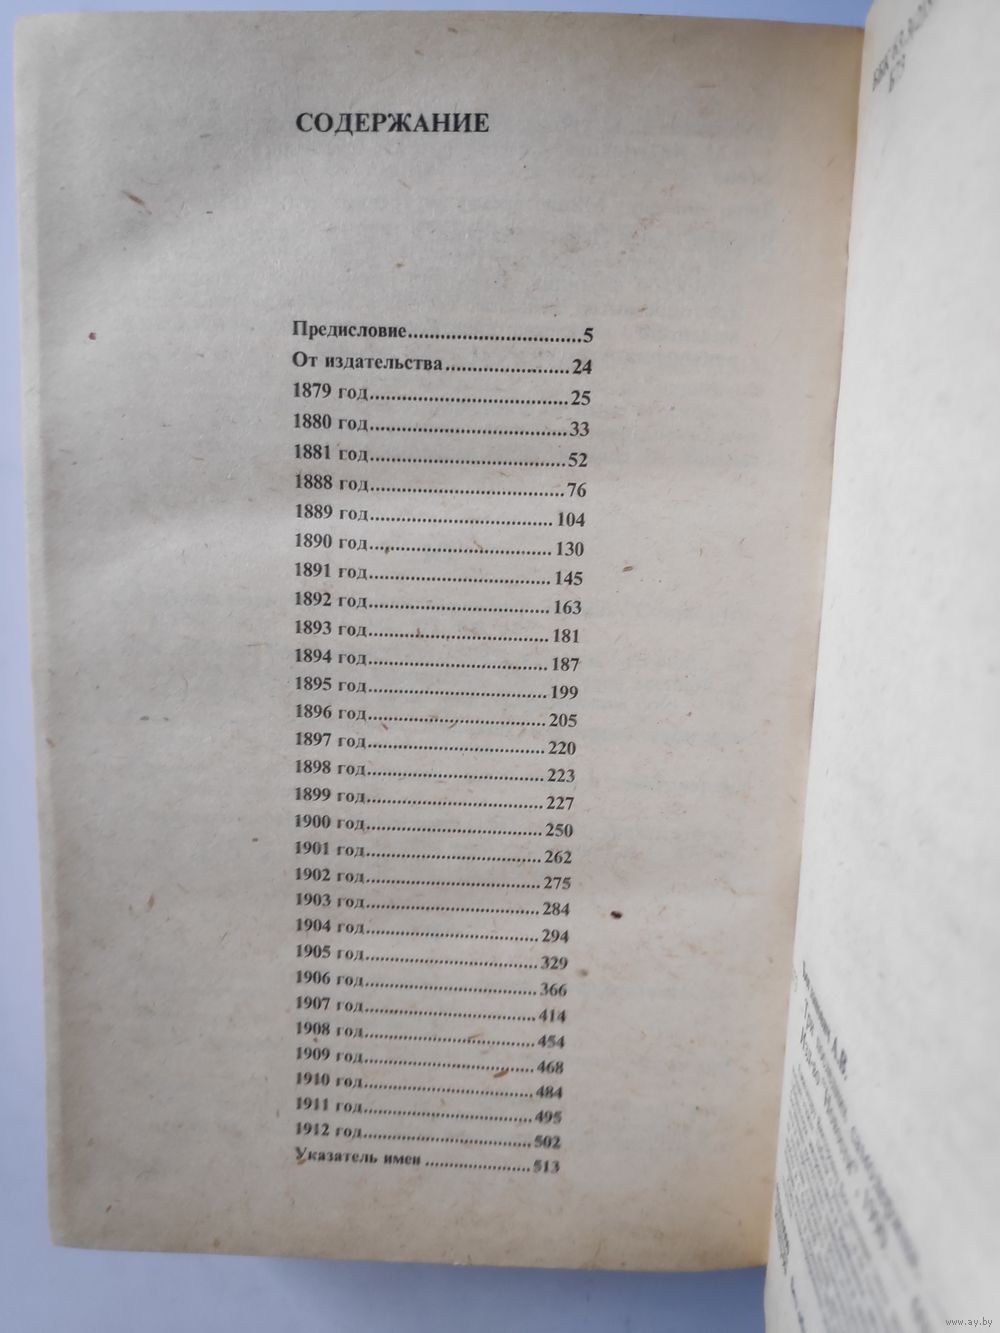 СОДЕРЖАНИЕ
Предисловие................................5
От издательства.......................24
1879 год....................................25
1880 год....................................33
1881 год....................................52
1888 год....................................76
1889 год.................................104
1890 год.................................130
1891 год.................................145
1892 год.................................163
1893 год.................................181
1894 год.................................187
1895 год.................................199
1896 год.................................205
1897 год.................................220
1898 год.................................223
1899 год.................................227
1900 год.................................250
1901 год.................................262
1902 год.................................275
1903 год.................................284
1904 год.................................294
1905 год.................................329
1906 год.................................366
1907 год.................................414
1908 год.................................454
1909 год.................................468
1910 год.................................484
1911 год.................................495
1912 год.................................502
Указатель имен....................513
А.В.
www.ay.by